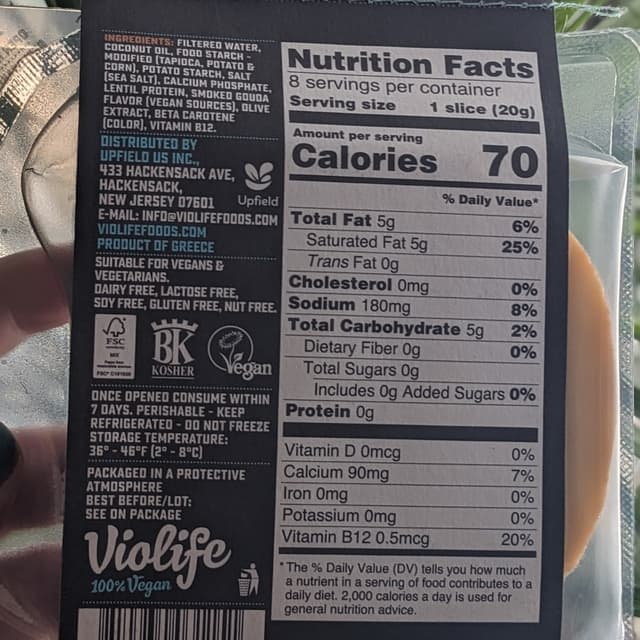 INGREDIENTS: FILTERED WATER,
COCONUT OIL, FOOD STARCH -
MODIFIED (TAPIOCA, POTATO &
CORN), POTATO STARCH, SALT
(SEA SALT), CALCIUM PHOSPHATE,
LENTIL PROTEIN, SMOKED GOUDA
FLAVOR (VEGAN SOURCES), OLIVE
EXTRACT, BETA CAROTENE
(COLOR), VITAMIN B12.
DISTRIBUTED BY
UPFIELD US INC.,
433 HACKENSACK AVE,
HACKENSACK,
NEW JERSEY 07601
Upfield
E-MAIL: INFO@VIOLIFEFOODS.COM
VIOLIFEFOODS.COM
PRODUCT OF GREECE
SUITABLE FOR VEGANS &
VEGETARIANS.
DAIRY FREE, LACTOSE FREE,
SOY FREE, GLUTEN FREE, NUT FREE.
FSC
MIX
BK
KOSHER
Vegan
ONCE OPENED CONSUME WITHIN
7 DAYS. PERISHABLE - KEEP
REFRIGERATED - DO NOT FREEZE
STORAGE TEMPERATURE:
36° - 46°F (2° - 8°C)
PACKAGED IN A PROTECTIVE
ATMOSPHERE
BEST BEFORE/LOT:
SEE ON PACKAGE
Violife
100% Vegan
Nutrition Facts
8 servings per container
Serving size 1 slice (20g)
Amount per serving
Calories 70
% Daily Value*
Total Fat 5g 6%
Saturated Fat 5g 25%
Trans Fat 0g
Cholesterol 0mg 0%
Sodium 180mg 8%
Total Carbohydrate 5g 2%
Dietary Fiber 0g 0%
Total Sugars 0g
Includes 0g Added Sugars 0%
Protein 0g
Vitamin D 0mcg 0%
Calcium 90mg 7%
Iron 0mg 0%
Potassium 0mg 0%
Vitamin B12 0.5mcg 20%
*The % Daily Value (DV) tells you how much
a nutrient in a serving of food contributes to a
daily diet. 2,000 calories a day is used for
general nutrition advice.